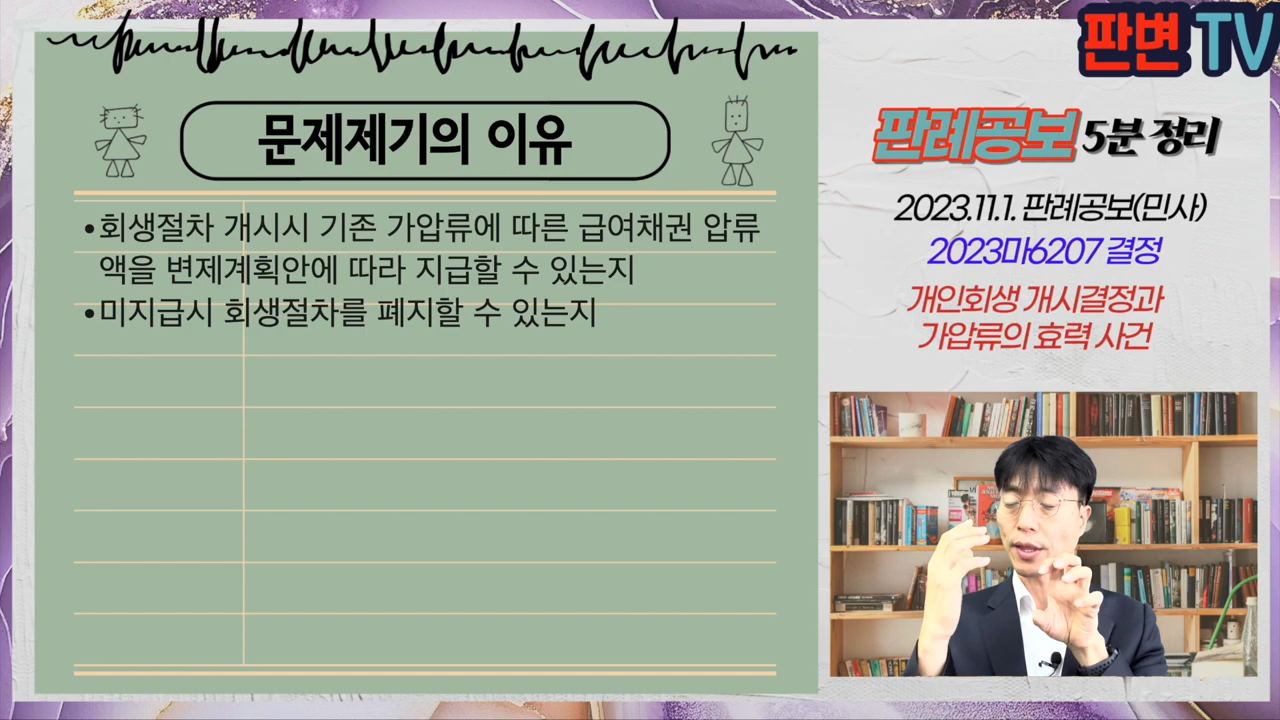 판변 TV
문제제기의 이유
•회생절차 개시시 기존 가압류에 따른 급여채권 압류
액을 변제계획안에 따라 지급할 수 있는지
•미지급시 회생절차를 폐지할 수 있는지
판례공보 5분 정리
2023.11.1. 판례공보(민사)
2023마6207 결정
개인회생 개시결정과
가압류의 효력 사건